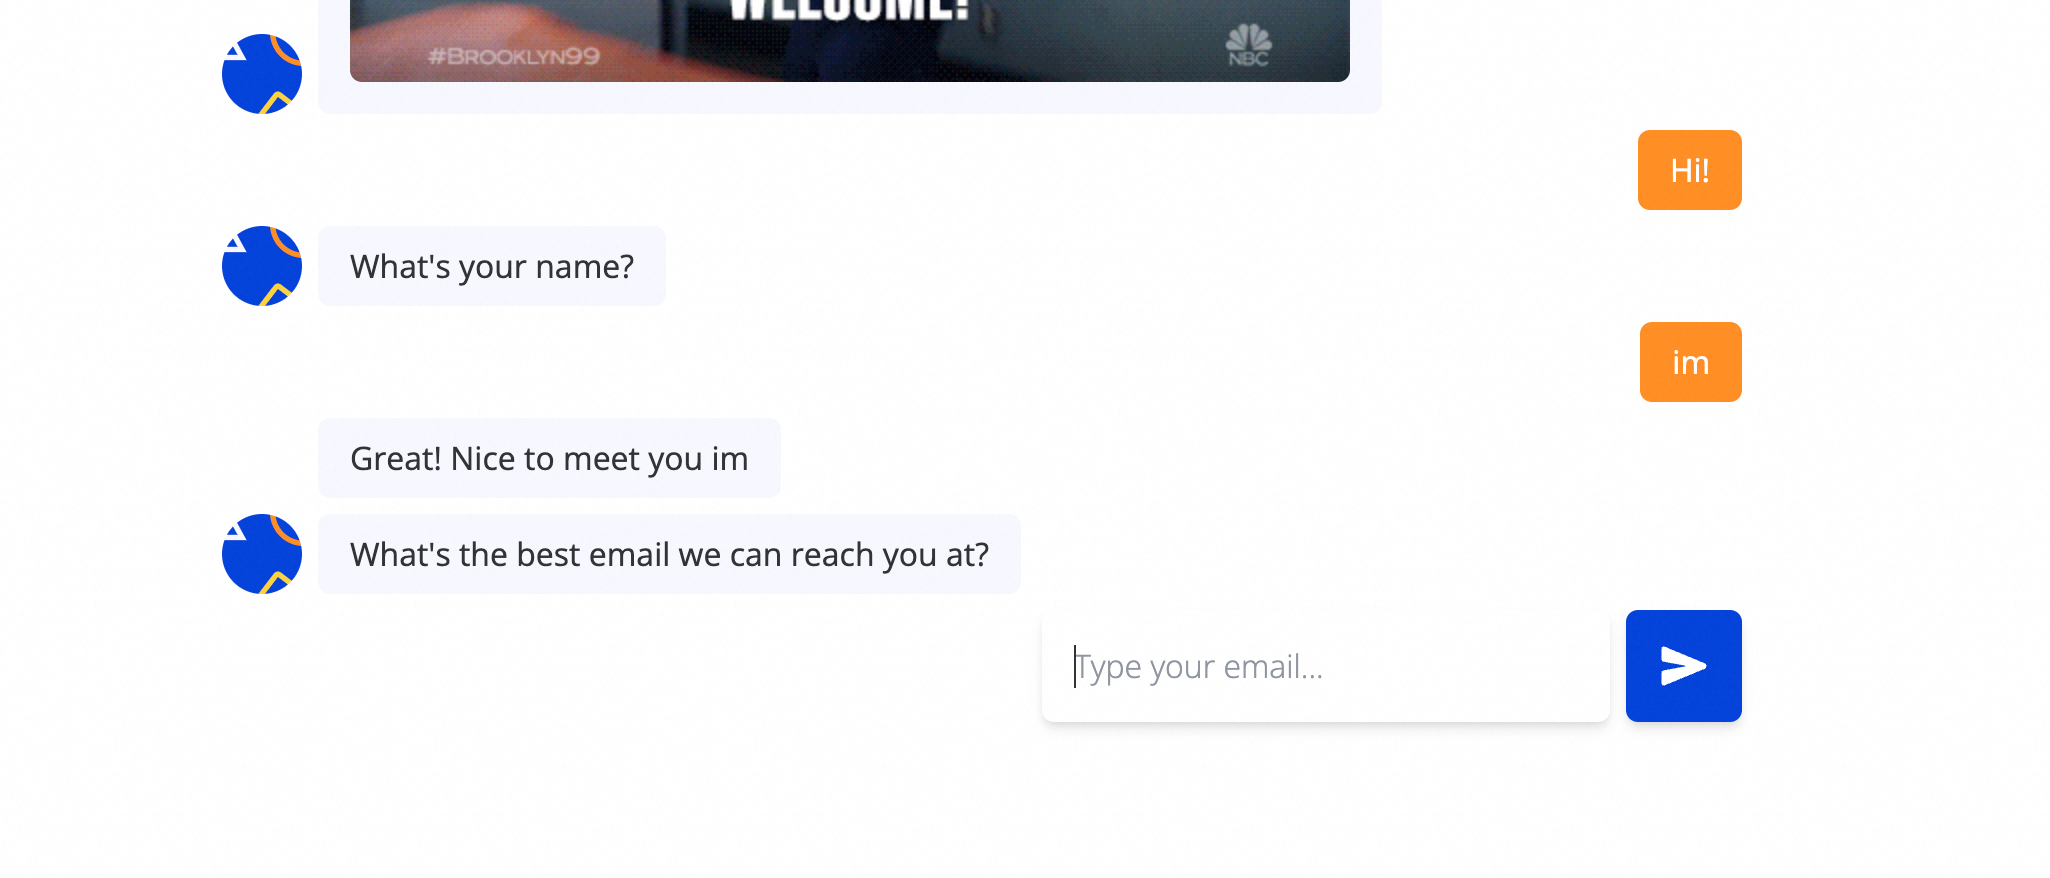 WELCOME!
#BROOKLYN99
NBC
Hi!
What's your name?
im
Great! Nice to meet you im
What's the best email we can reach you at?
Type your email...